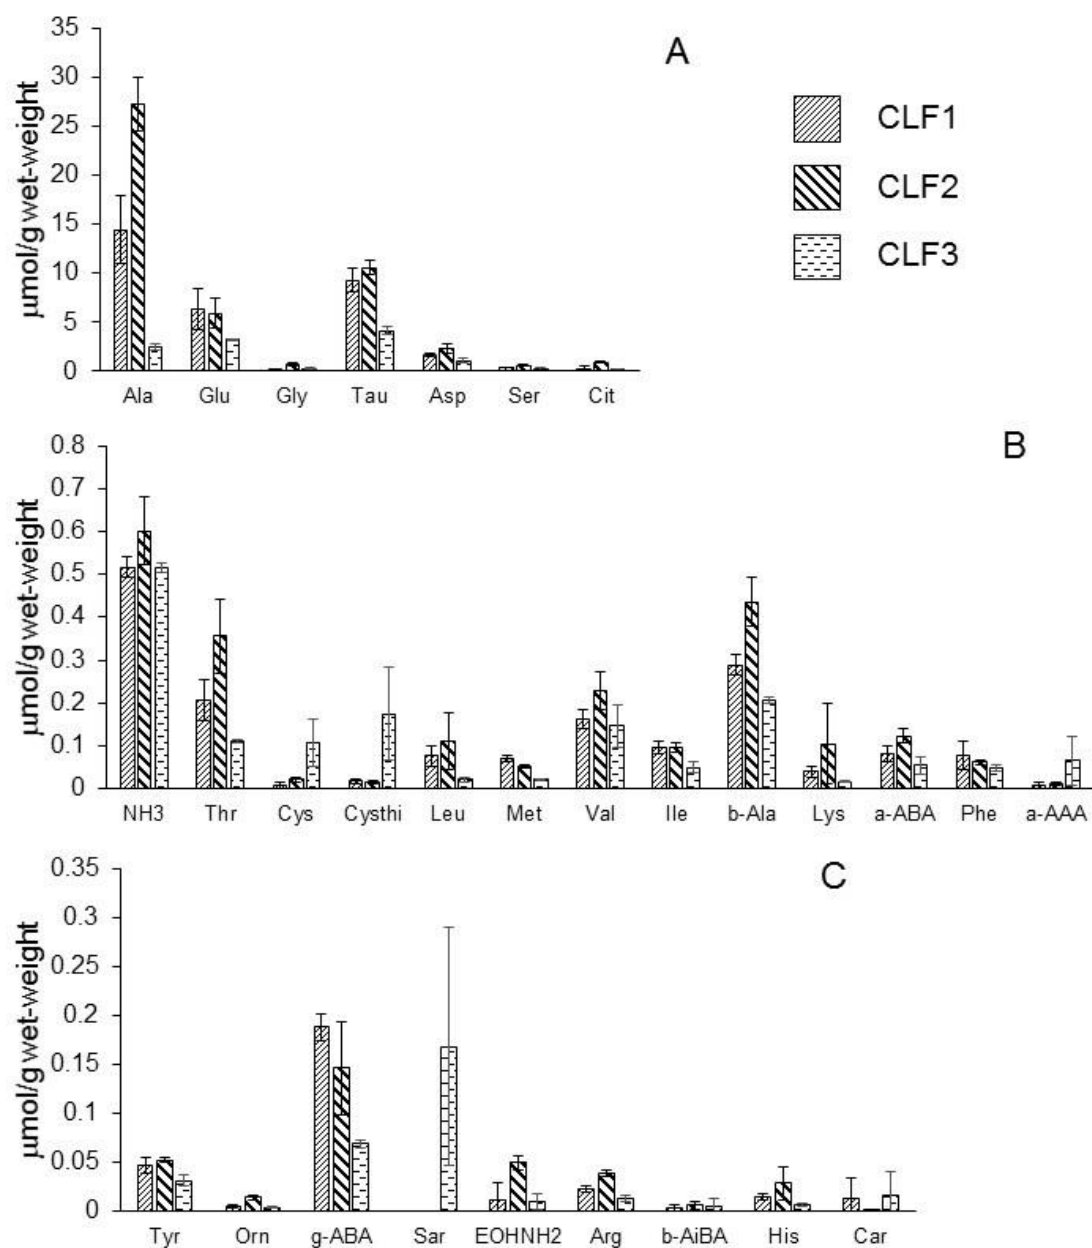 A
µmol/g wet-weight
35
30
25
20
15
10
5
0
Ala Glu Gly Tau Asp Ser Cit
CLF1
CLF2
CLF3
B
µmol/g wet-weight
0.8
0.7
0.6
0.5
0.4
0.3
0.2
0.1
0
NH3 Thr Cys Cysthi Leu Met Val Ile b-Ala Lys a-ABA Phe a-AAA
C
µmol/g wet-weight
0.35
0.3
0.25
0.2
0.15
0.1
0.05
0
Tyr Orn g-ABA Sar EOHNH2 Arg b-AiBA His Car